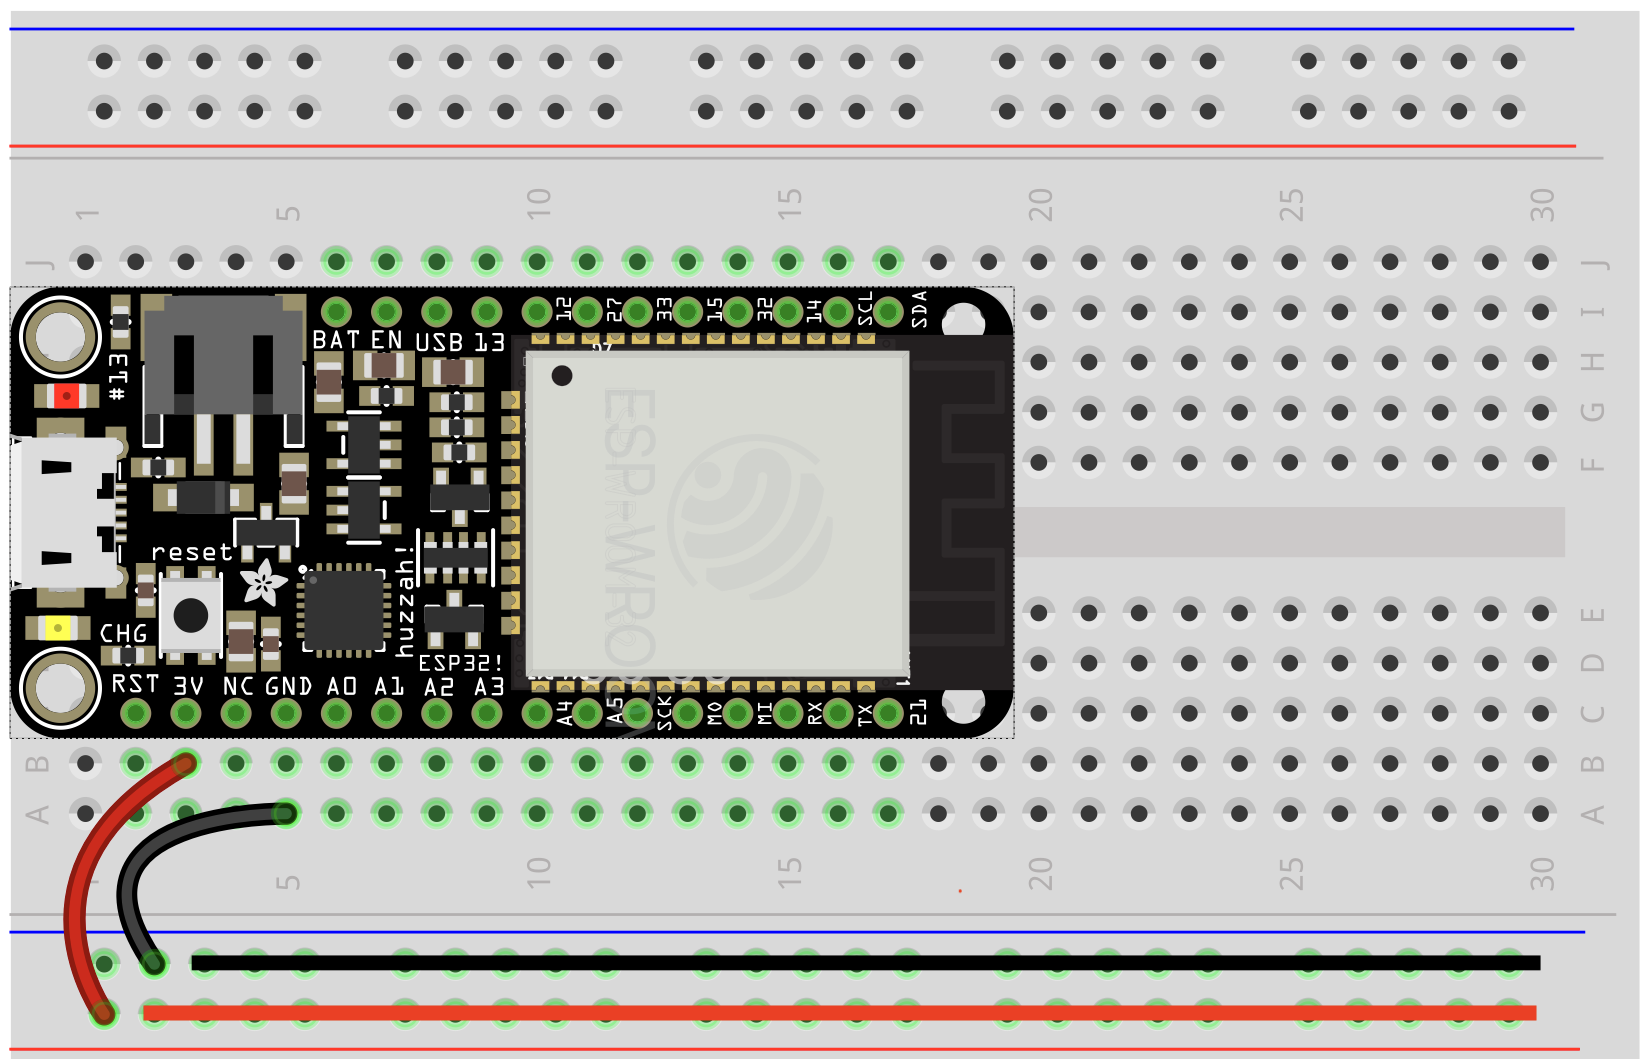 1 5 10 15 20 25 30
J J
12 27 33 15 32 14 SCL SDA
I
BAT EN USB 13
#13
H
G
F
ESP-WROOM
reset
huzzah!
E
CHG
ESP32!
D
RST 3V NC GND A0 A1 A2 A3
A4 A5 SCK MO MI RX TX 21
C
B B
A A
5 10 15 20 25 30